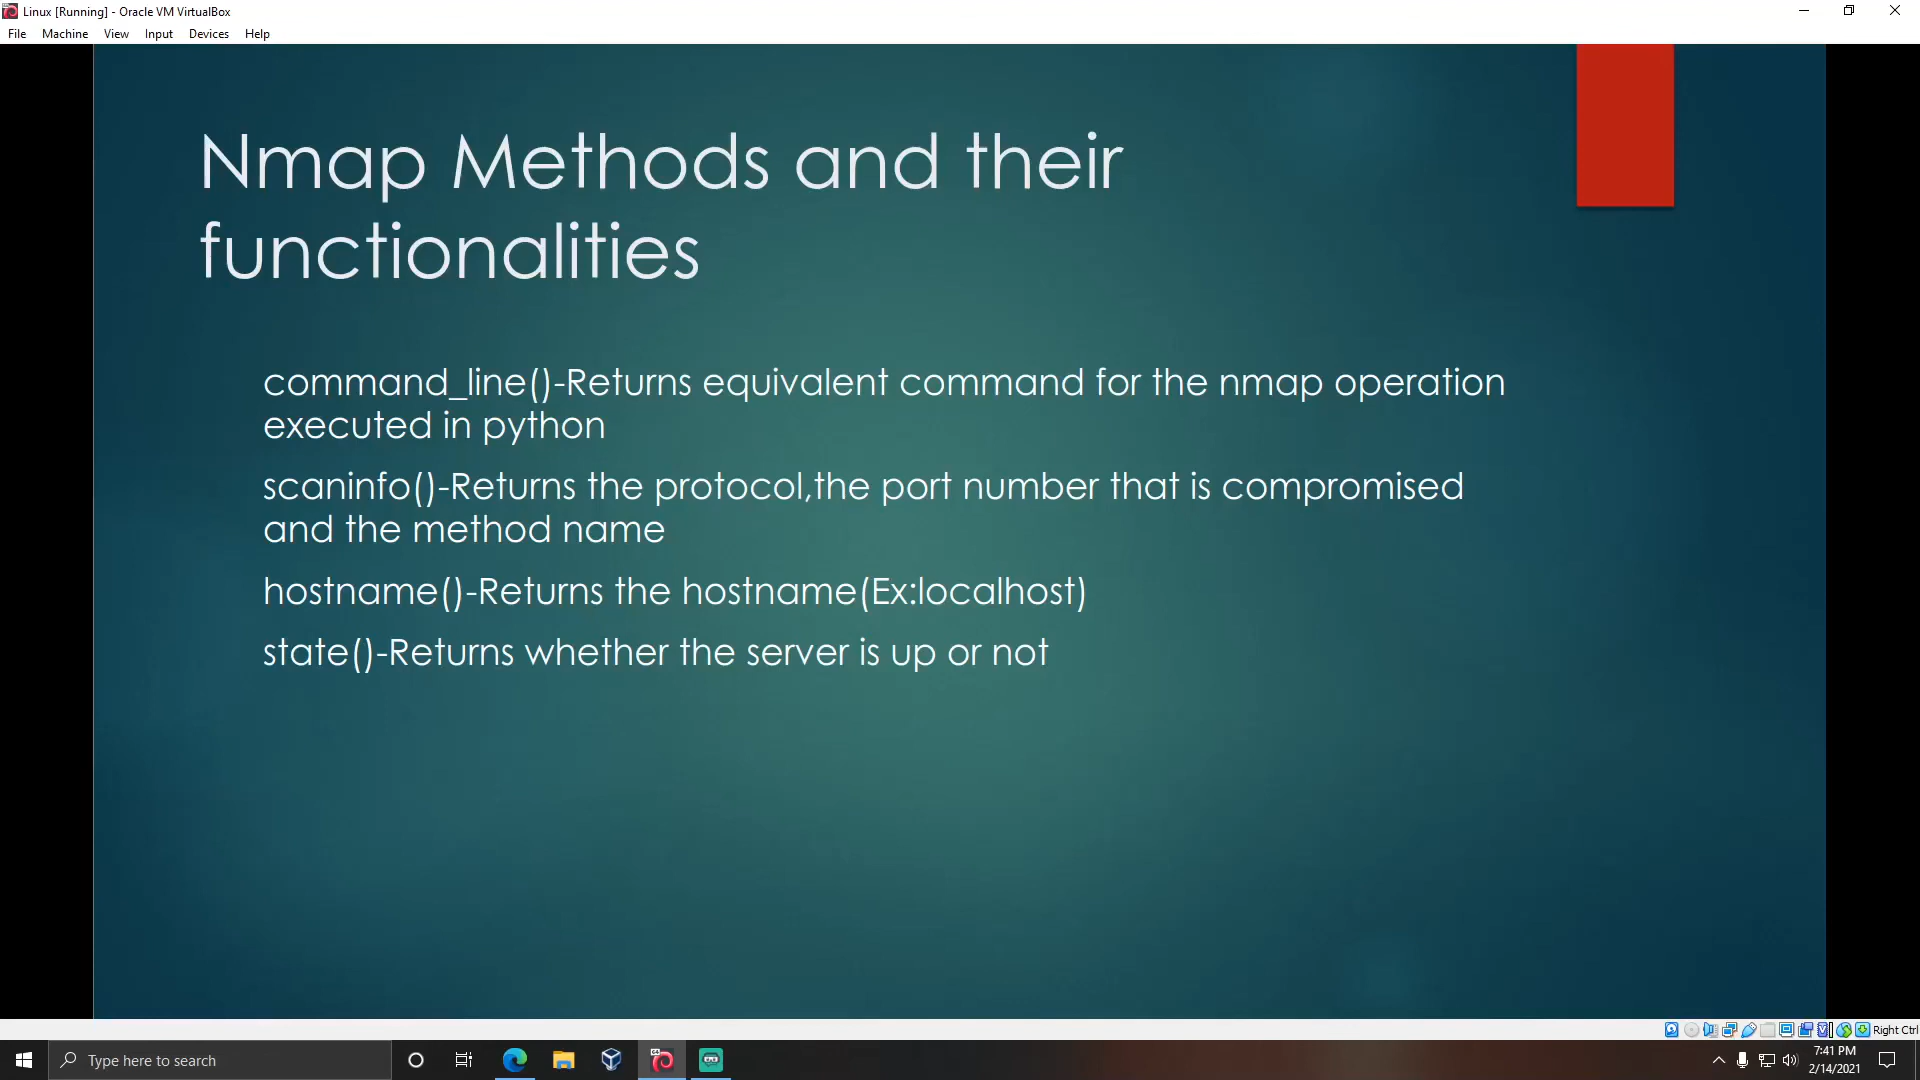 Linux [Running] - Oracle VM VirtualBox
File Machine View Input Devices Help
Nmap Methods and their
functionalities
command_line()-Returns equivalent command for the nmap operation
executed in python
scaninfo()-Returns the protocol,the port number that is compromised
and the method name
hostname()-Returns the hostname(Ex:localhost)
state()-Returns whether the server is up or not
Right Ctrl
Type here to search
7:41 PM
2/14/2021